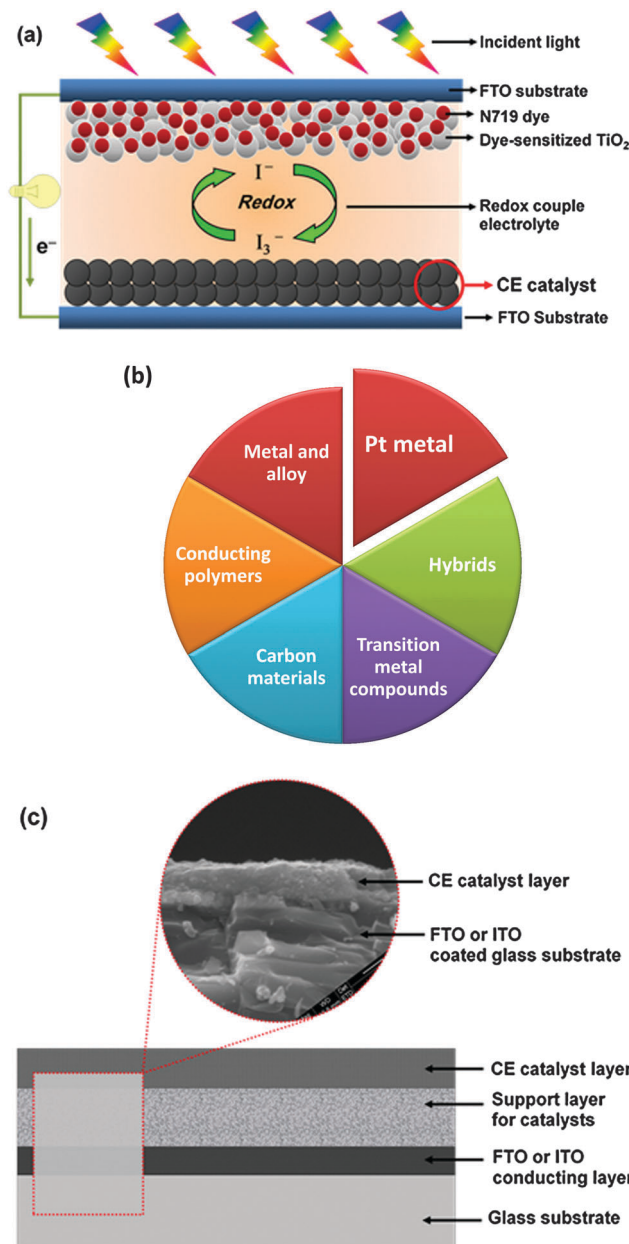 (a)
Incident light
FTO substrate
N719 dye
Dye-sensitized TiO₂
I⁻
Redox
I₃⁻
Redox couple
electrolyte
e⁻
CE catalyst
FTO Substrate
(b)
Metal and
alloy
Pt metal
Conducting
polymers
Hybrids
Carbon
materials
Transition
metal
compounds
(c)
CE catalyst layer
FTO or ITO
coated glass substrate
CE catalyst layer
Support layer
for catalysts
FTO or ITO
conducting layer
Glass substrate